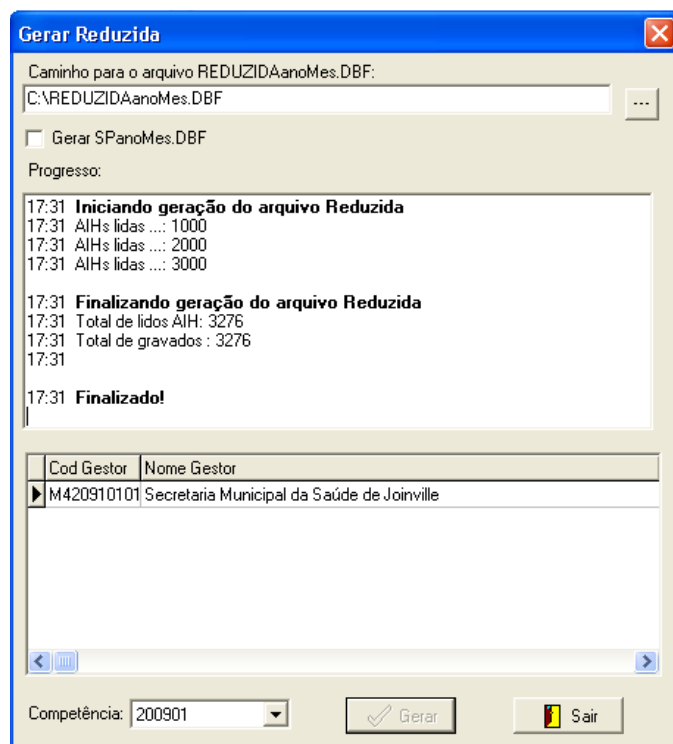 Gerar Reduzida
Caminho para o arquivo REDUZIDAanoMes.DBF:
C:\REDUZIDAanoMes.DBF
...
Gerar SPanoMes.DBF
Progresso:
17:31 Iniciando geração do arquivo Reduzida
17:31 AIHs lidas ...: 1000
17:31 AIHs lidas ...: 2000
17:31 AIHs lidas ...: 3000
17:31 Finalizando geração do arquivo Reduzida
17:31 Total de lidos AIH: 3276
17:31 Total de gravados : 3276
17:31
17:31 Finalizado!
Cod Gestor Nome Gestor
M420910101 Secretaria Municipal da Saúde de Joinville
Competência: 200901 Gerar Sair